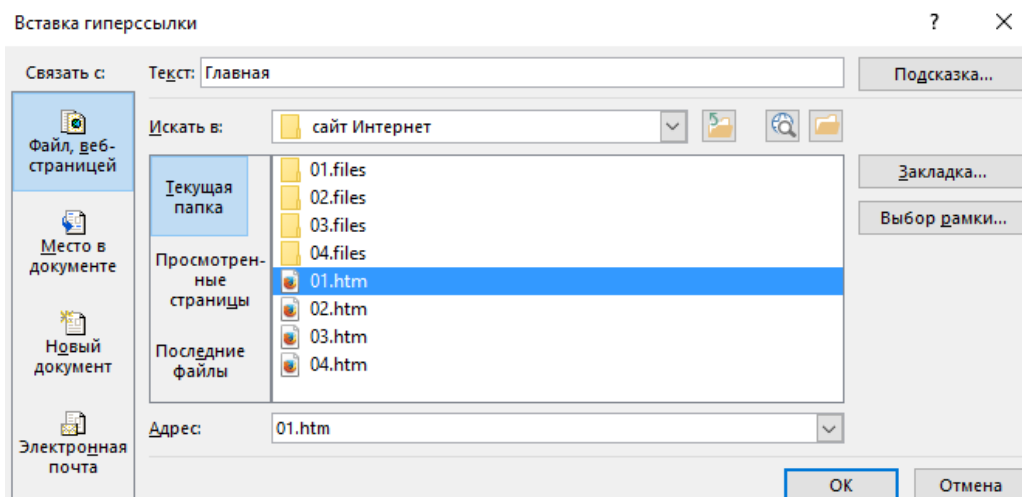 Вставка гиперссылки
?
Связать с:
Файл, веб-
страницей
Место в
документе
Новый
документ
Электронная
почта
Текст: Главная
Подсказка...
Искать в: сайт Интернет
Текущая
папка
Просмотрен-
ные
страницы
Последние
файлы
01.files
02.files
03.files
04.files
01.htm
02.htm
03.htm
04.htm
Закладка...
Выбор рамки...
Адрес: 01.htm
ОК
Отмена